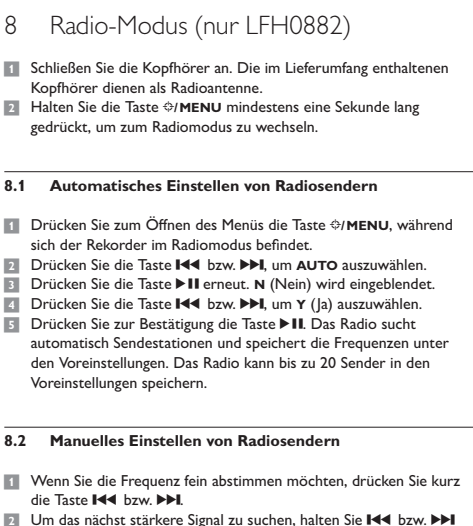 8 Radio-Modus (nur LFH0882)
1 Schließen Sie die Kopfhörer an. Die im Lieferumfang enthaltenen
Kopfhörer dienen als Radioantenne.
2 Halten Sie die Taste /MENU mindestens eine Sekunde lang
gedrückt, um zum Radiomodus zu wechseln.
8.1 Automatisches Einstellen von Radiosendern
1 Drücken Sie zum Öffnen des Menüs die Taste /MENU, während
sich der Rekorder im Radiomodus befindet.
2 Drücken Sie die Taste ⏮ bzw. ⏭, um AUTO auszuwählen.
3 Drücken Sie die Taste ⏯ erneut. N (Nein) wird eingeblendet.
4 Drücken Sie die Taste ⏮ bzw. ⏭, um Y (Ja) auszuwählen.
5 Drücken Sie zur Bestätigung die Taste ⏯. Das Radio sucht
automatisch Sendestationen und speichert die Frequenzen unter
den Voreinstellungen. Das Radio kann bis zu 20 Sender in den
Voreinstellungen speichern.
8.2 Manuelles Einstellen von Radiosendern
1 Wenn Sie die Frequenz fein abstimmen möchten, drücken Sie kurz
die Taste ⏮ bzw. ⏭.
2 Um das nächst stärkere Signal zu suchen, halten Sie ⏮ bzw. ⏭